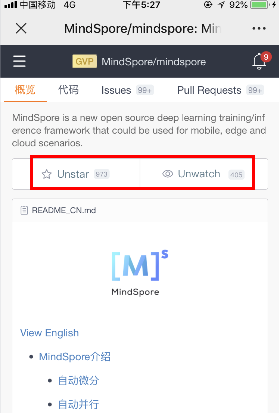 中国移动 4G 下午5:27 92%
MindSpore/mindspore: Min
GVP MindSpore/mindspore 9
概览 代码 Issues 99+ Pull Requests 99+
MindSpore is a new open source deep learning training/inf
erence framework that could be used for mobile, edge and
cloud scenarios.
Unstar 973 Unwatch 405
README_CN.md
[M]s
MindSpore
View English
MindSpore介绍
自动微分
自动并行